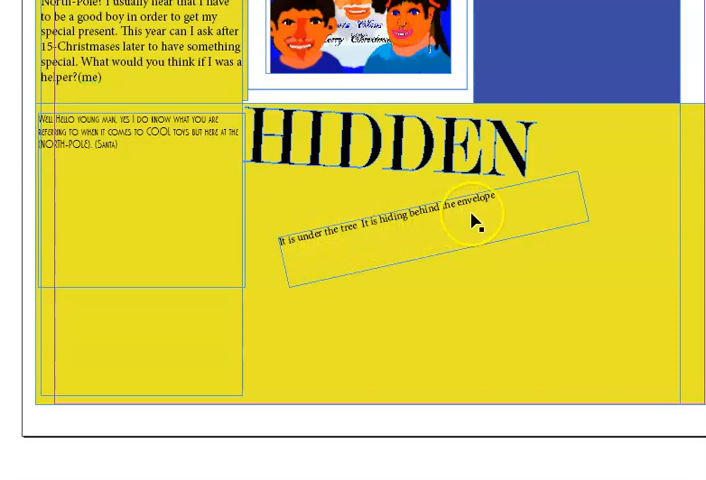 North-Pole? I usually hear that I have
to be a good boy in order to get my
special present. This year can I ask after
15-Christmases later to have something
special. What would you think if I was a
helper?(me)
Well Hello young man, yes I do know what you are
referring to when it comes to COOL toys but here at the
(NORTH-POLE). (Santa)
HIDDEN
It is under the tree It is hiding behind the envelope